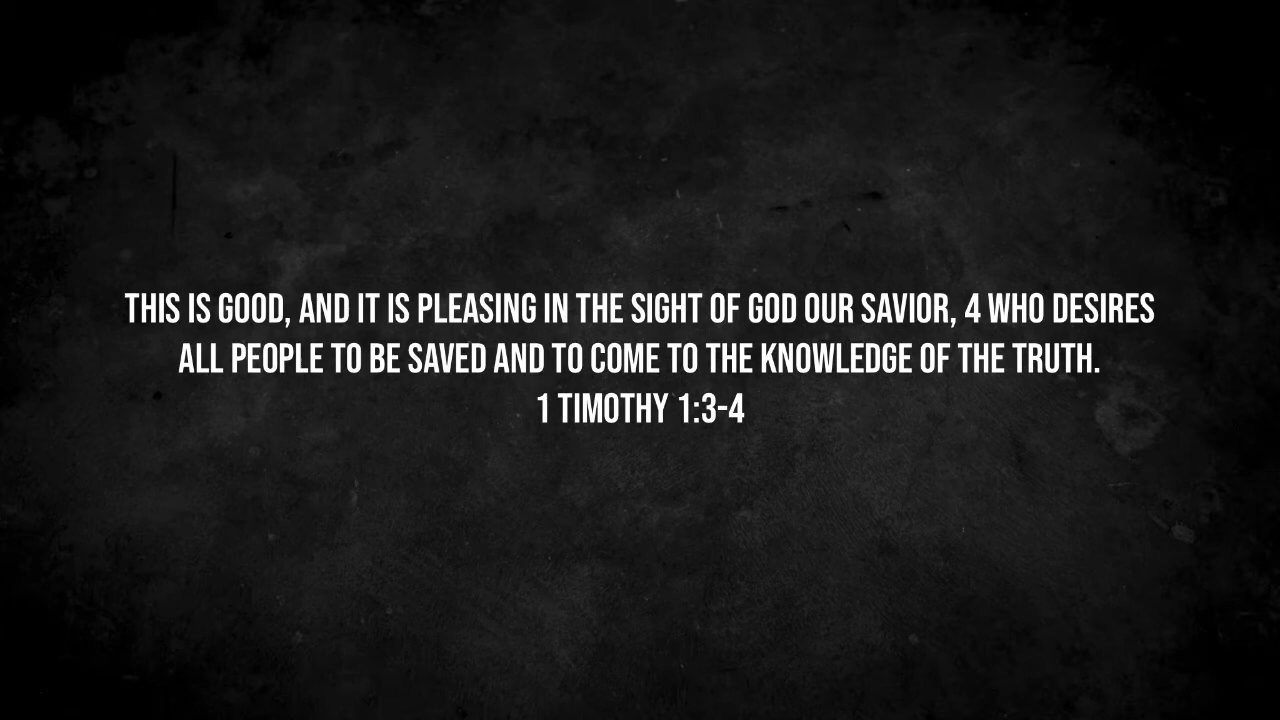 THIS IS GOOD, AND IT IS PLEASING IN THE SIGHT OF GOD OUR SAVIOR, 4 WHO DESIRES
ALL PEOPLE TO BE SAVED AND TO COME TO THE KNOWLEDGE OF THE TRUTH.
1 TIMOTHY 1:3-4